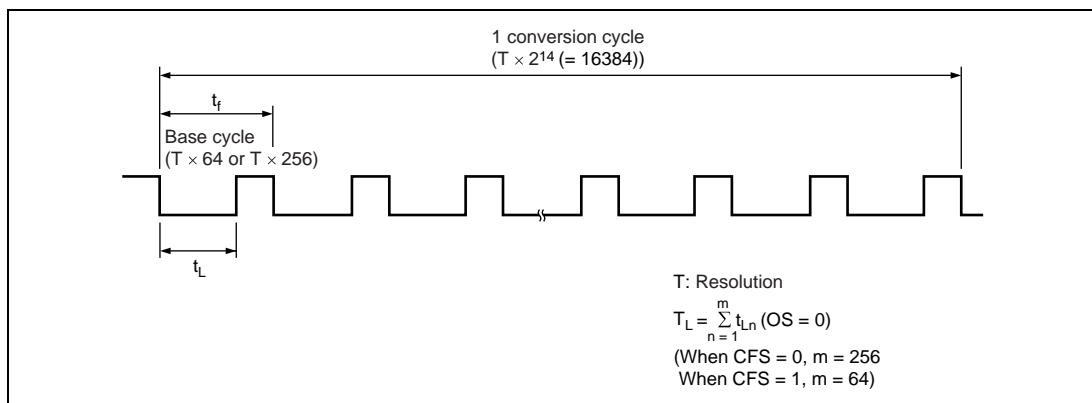 1 conversion cycle
(T × 2¹⁴ (= 16384))
t_f
Base cycle
(T × 64 or T × 256)
t_L
T: Resolution
T_L = Σ t_Ln (OS = 0)
m
n = 1
(When CFS = 0, m = 256
When CFS = 1, m = 64)